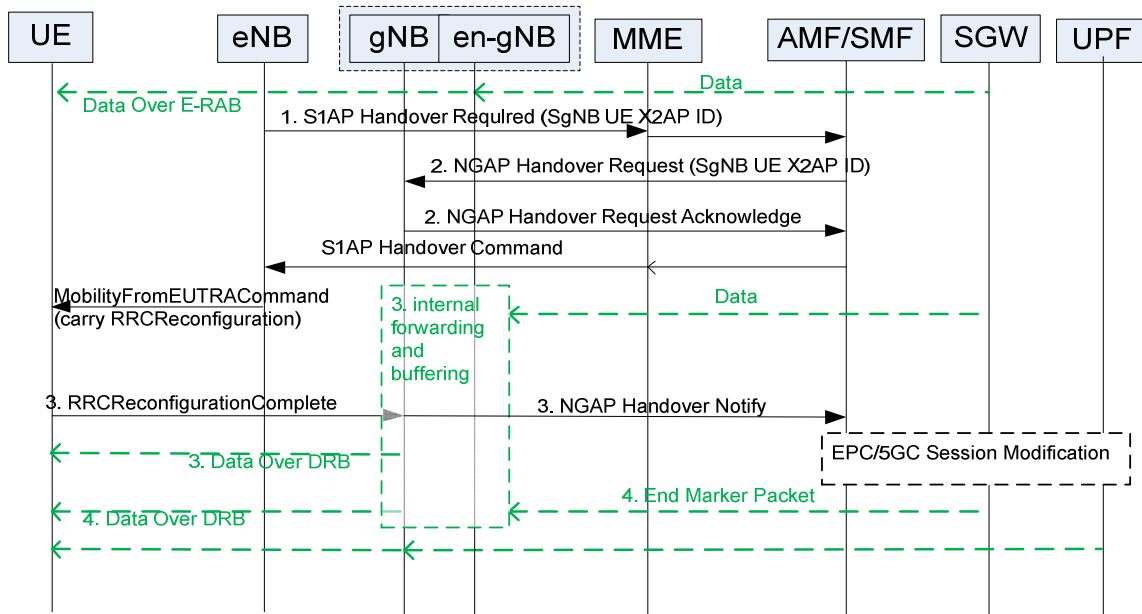 UE
eNB
gNB
en-gNB
MME
AMF/SMF
SGW
UPF
Data
Data Over E-RAB
1. S1AP Handover Required (SgNB UE X2AP ID)
2. NGAP Handover Request (SgNB UE X2AP ID)
2. NGAP Handover Request Acknowledge
S1AP Handover Command
MobilityFromEUTRACommand
(carry RRCReconfiguration)
3. internal
forwarding
and
buffering
Data
3. RRCReconfigurationComplete
3. NGAP Handover Notify
EPC/5GC Session Modification
3. Data Over DRB
4. End Marker Packet
4. Data Over DRB